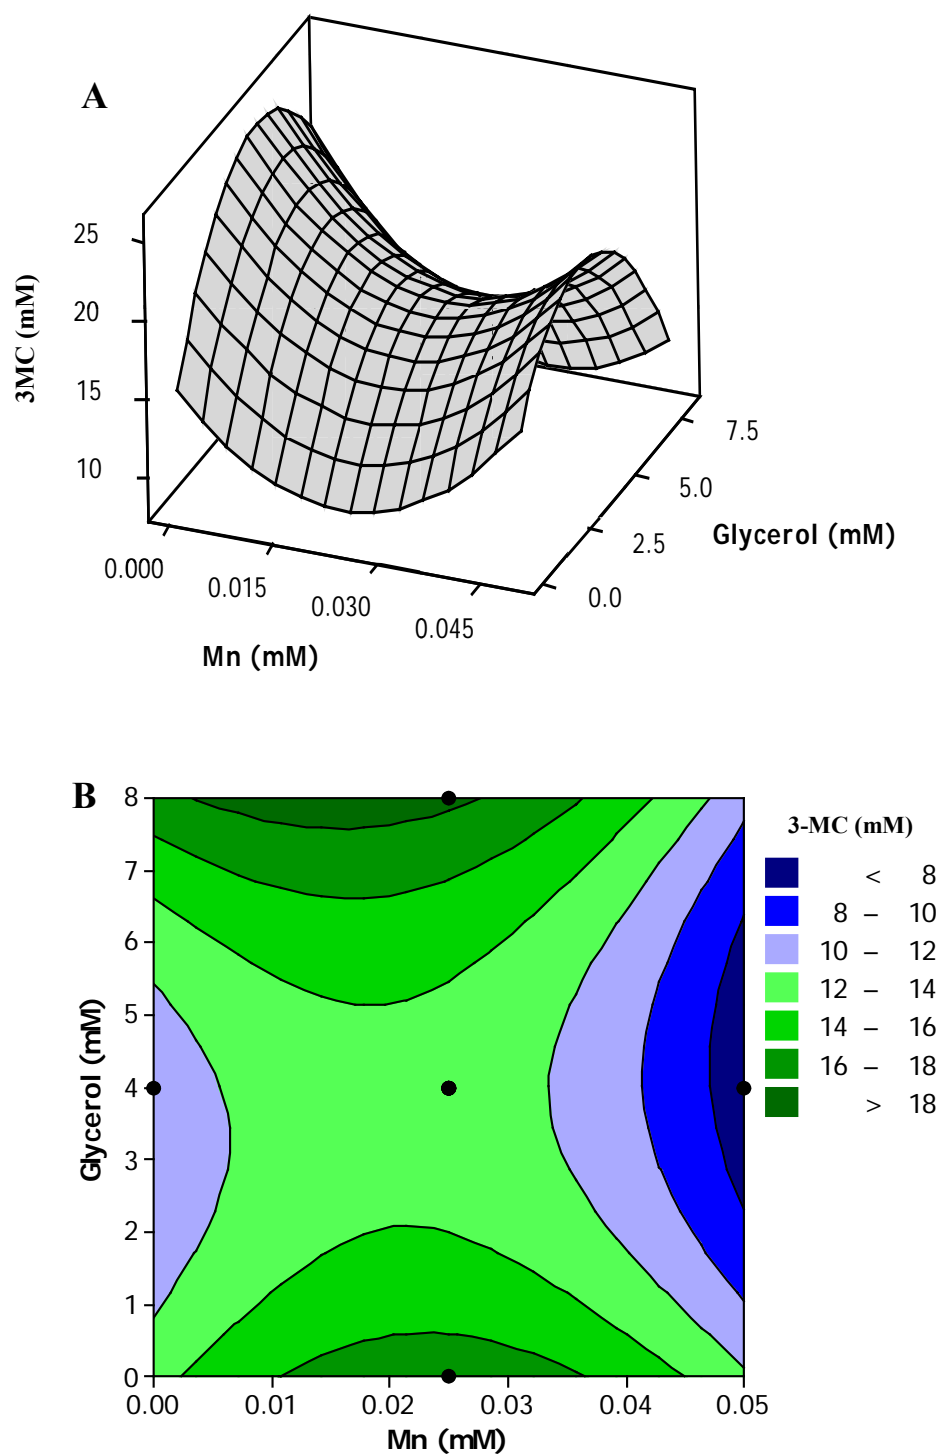 A
25
20
15
10
3MC (mM)
0.000
0.015
0.030
0.045
Mn (mM)
7.5
5.0
2.5
0.0
Glycerol (mM)
B
8
7
6
5
4
3
2
1
0
Glycerol (mM)
0.00 0.01 0.02 0.03 0.04 0.05
Mn (mM)
3-MC (mM)
< 8
8 – 10
10 – 12
12 – 14
14 – 16
16 – 18
> 18